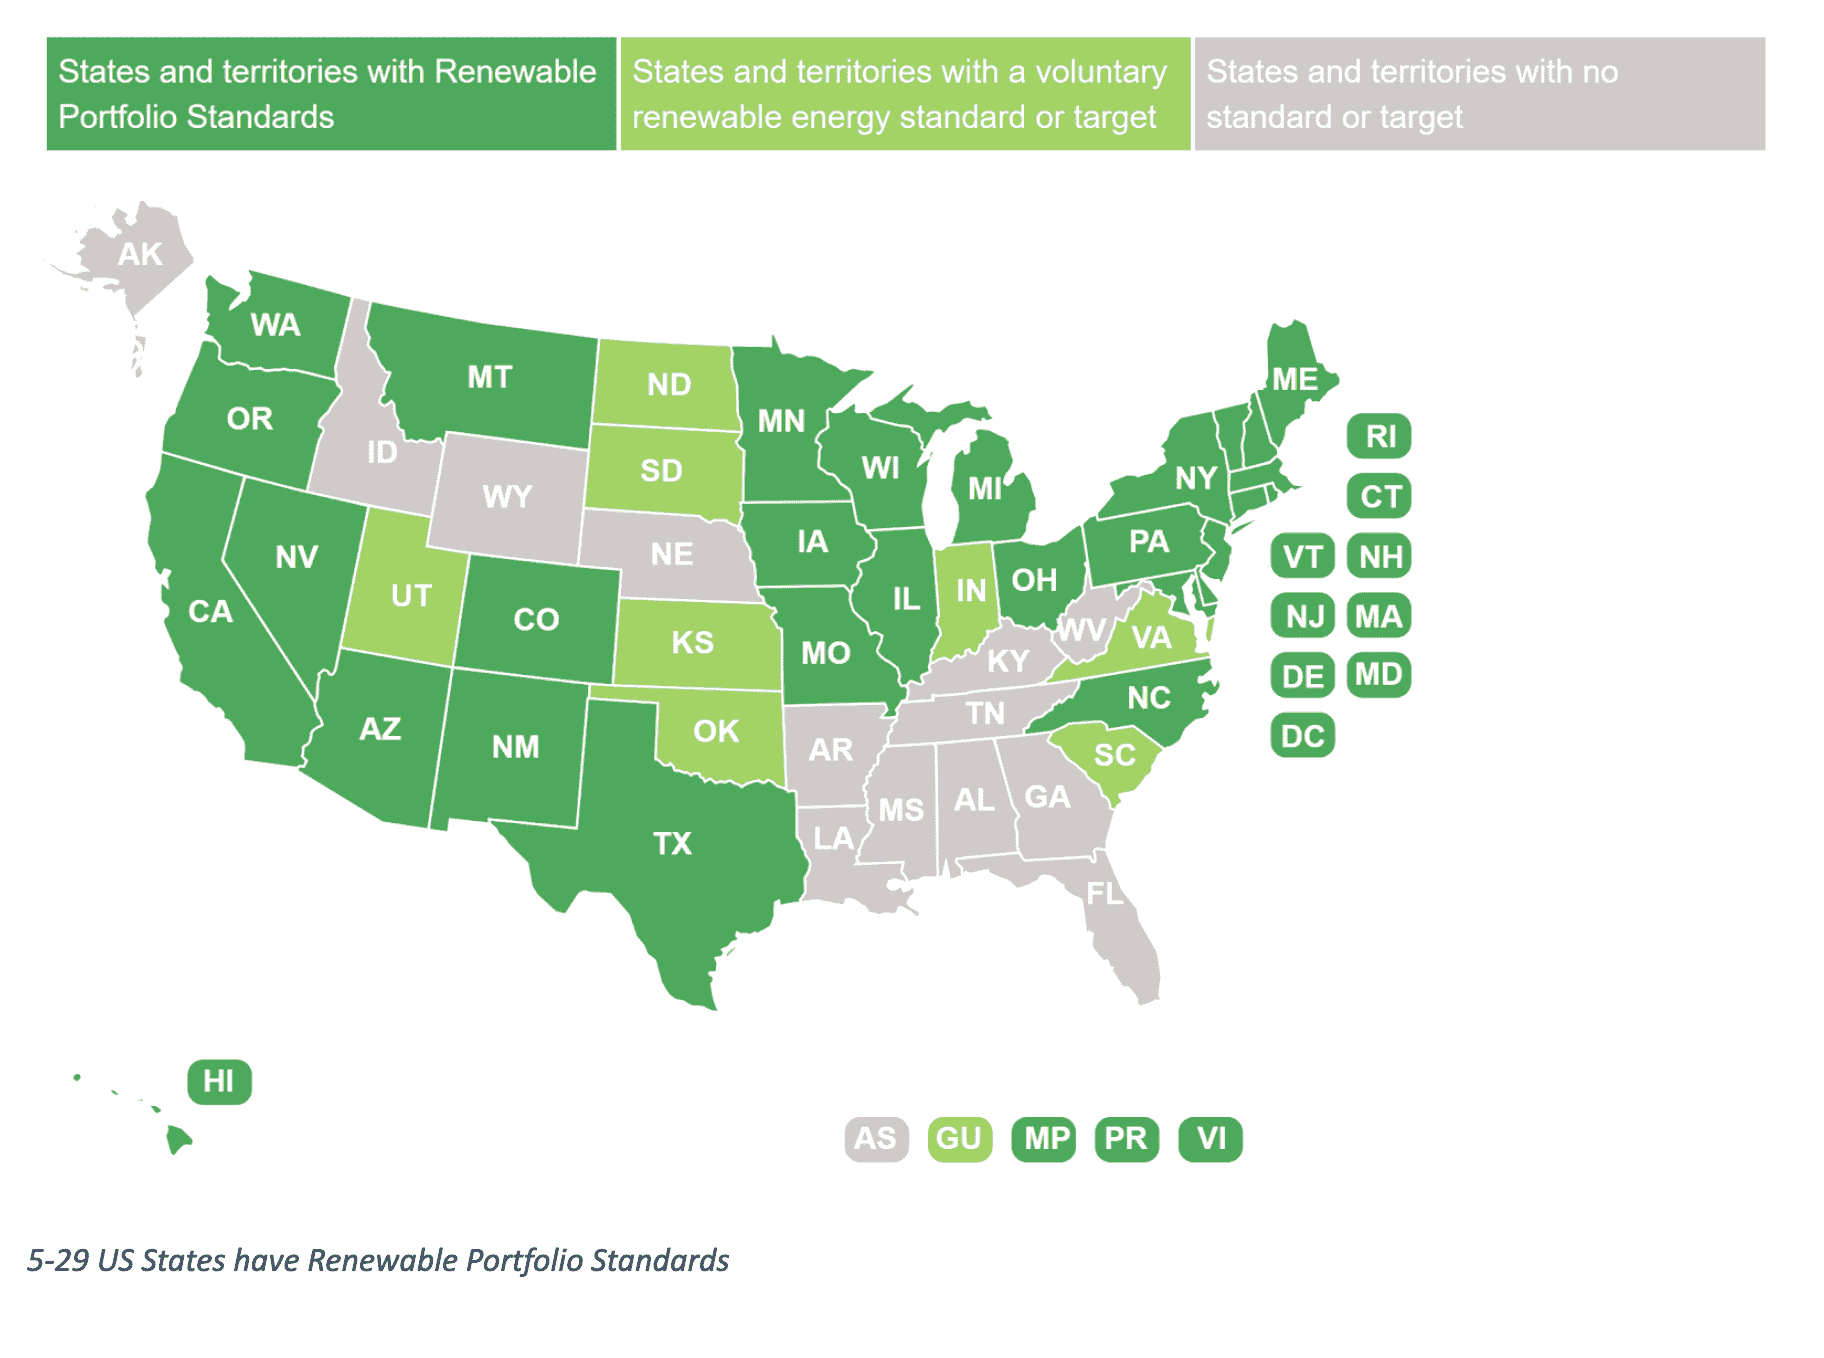 States and territories with Renewable
Portfolio Standards
States and territories with a voluntary
renewable energy standard or target
States and territories with no
standard or target
AK
WA
MT
ND
MN
ME
OR
ID
SD
WI
MI
NY
RI
WY
CT
NV
UT
NE
IA
PA
VT
NH
CA
CO
KS
MO
IL
IN
OH
WV
VA
NJ
MA
KY
DE
MD
AZ
NM
OK
AR
TN
NC
SC
DC
TX
LA
MS
AL
GA
FL
HI
AS
GU
MP
PR
VI
5-29 US States have Renewable Portfolio Standards